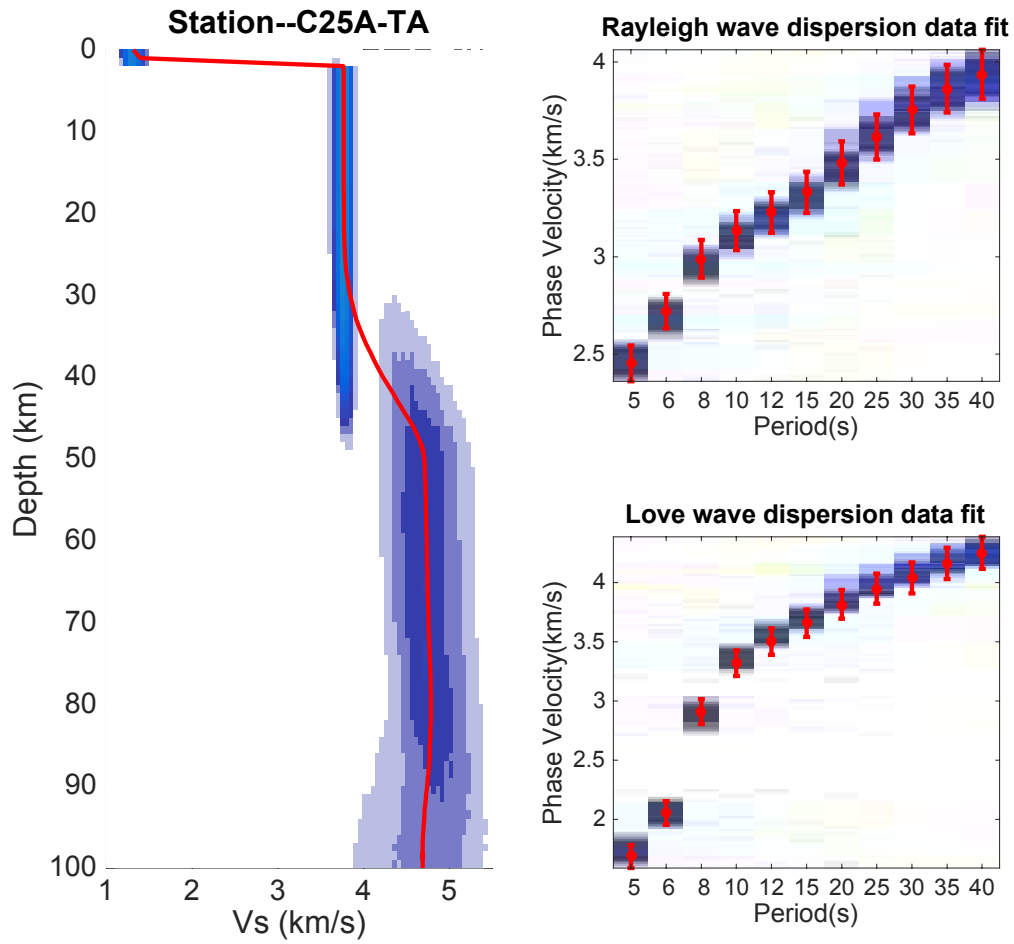 Station--C25A-TA
0
10
20
30
40
50
60
70
80
90
100
Depth (km)
1 2 3 4 5
Vs (km/s)
Rayleigh wave dispersion data fit
4
3.5
3
2.5
Phase Velocity(km/s)
5 6 8 10 12 15 20 25 30 35 40
Period(s)
Love wave dispersion data fit
4
3.5
3
2.5
2
Phase Velocity(km/s)
5 6 8 10 12 15 20 25 30 35 40
Period(s)